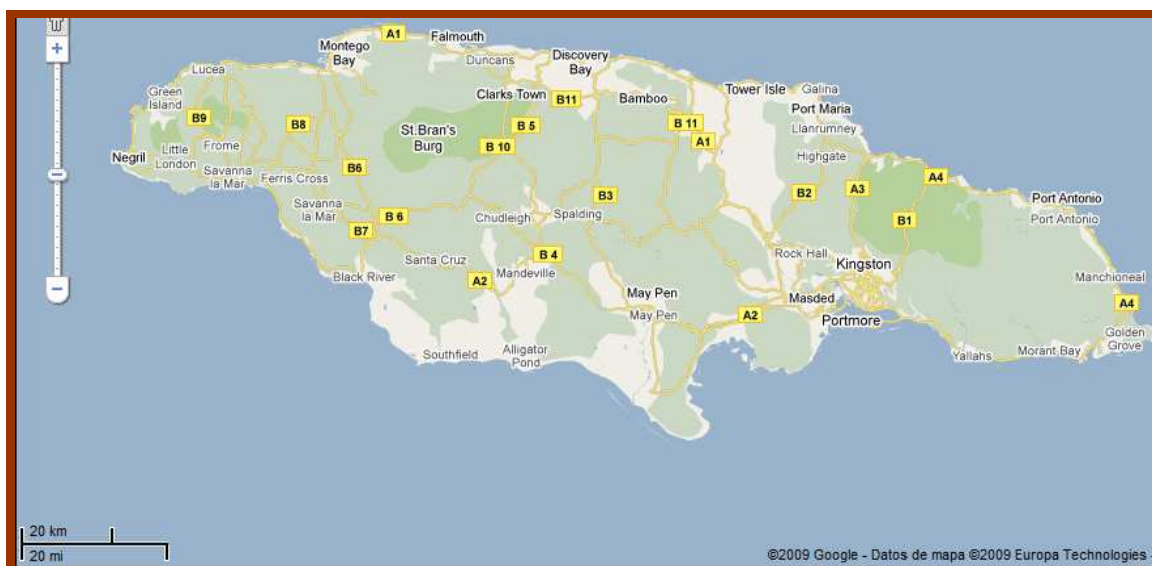 A1
Falmouth
Montego
Bay
Duncans
Discovery
Bay
Lucea
Green
Island
Clarks Town
B11
Bamboo
Tower Isle
Galina
Port Maria
B9
B8
St.Bran's
Burg
B 5
B 11
Llanrumney
B 10
A1
Negril
Little
London
Frome
Savanna
la Mar
Ferris Cross
B6
Highgate
A4
B3
B2
A3
Savanna
la Mar
B 6
Chudleigh
Spalding
B1
Port Antonio
Port Antonio
B7
B 4
Rock Hall
Kingston
Black River
Santa Cruz
A2
Mandeville
Manchioneal
May Pen
May Pen
Masded
A2
Portmore
A4
Golden
Grove
Southfield
Alligator
Pond
Yallahs
Morant Bay
20 km
20 mi
©2009 Google - Datos de mapa ©2009 Europa Technologies -